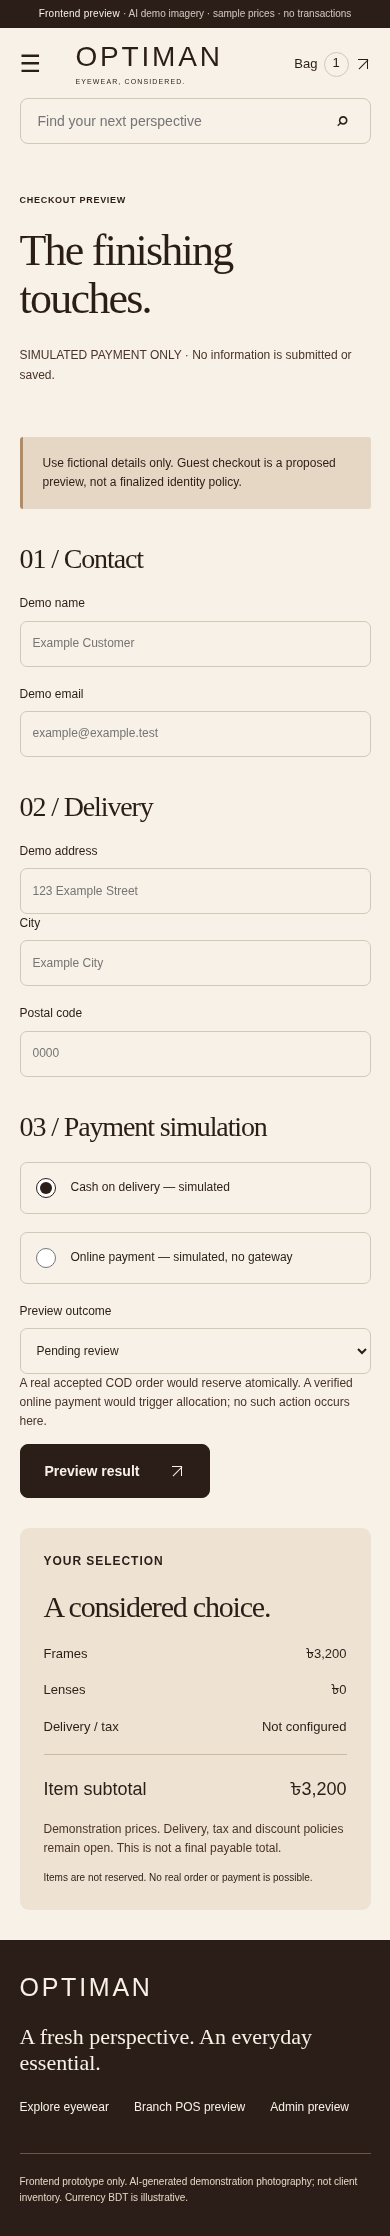 Frontend preview · AI demo imagery · sample prices · no transactions
OPTIMAN
EYEWEAR, CONSIDERED.
Bag 1
Find your next perspective
CHECKOUT PREVIEW
The finishing
touches.
SIMULATED PAYMENT ONLY · No information is submitted or
saved.
Use fictional details only. Guest checkout is a proposed
preview, not a finalized identity policy.
01 / Contact
Demo name
Example Customer
Demo email
example@example.test
02 / Delivery
Demo address
123 Example Street
City
Example City
Postal code
0000
03 / Payment simulation
Cash on delivery — simulated
Online payment — simulated, no gateway
Preview outcome
Pending review
A real accepted COD order would reserve atomically. A verified
online payment would trigger allocation; no such action occurs
here.
Preview result
YOUR SELECTION
A considered choice.
Frames ৳3,200
Lenses ৳0
Delivery / tax Not configured
Item subtotal ৳3,200
Demonstration prices. Delivery, tax and discount policies
remain open. This is not a final payable total.
Items are not reserved. No real order or payment is possible.
OPTIMAN
A fresh perspective. An everyday
essential.
Explore eyewear Branch POS preview Admin preview
Frontend prototype only. AI-generated demonstration photography; not client
inventory. Currency BDT is illustrative.